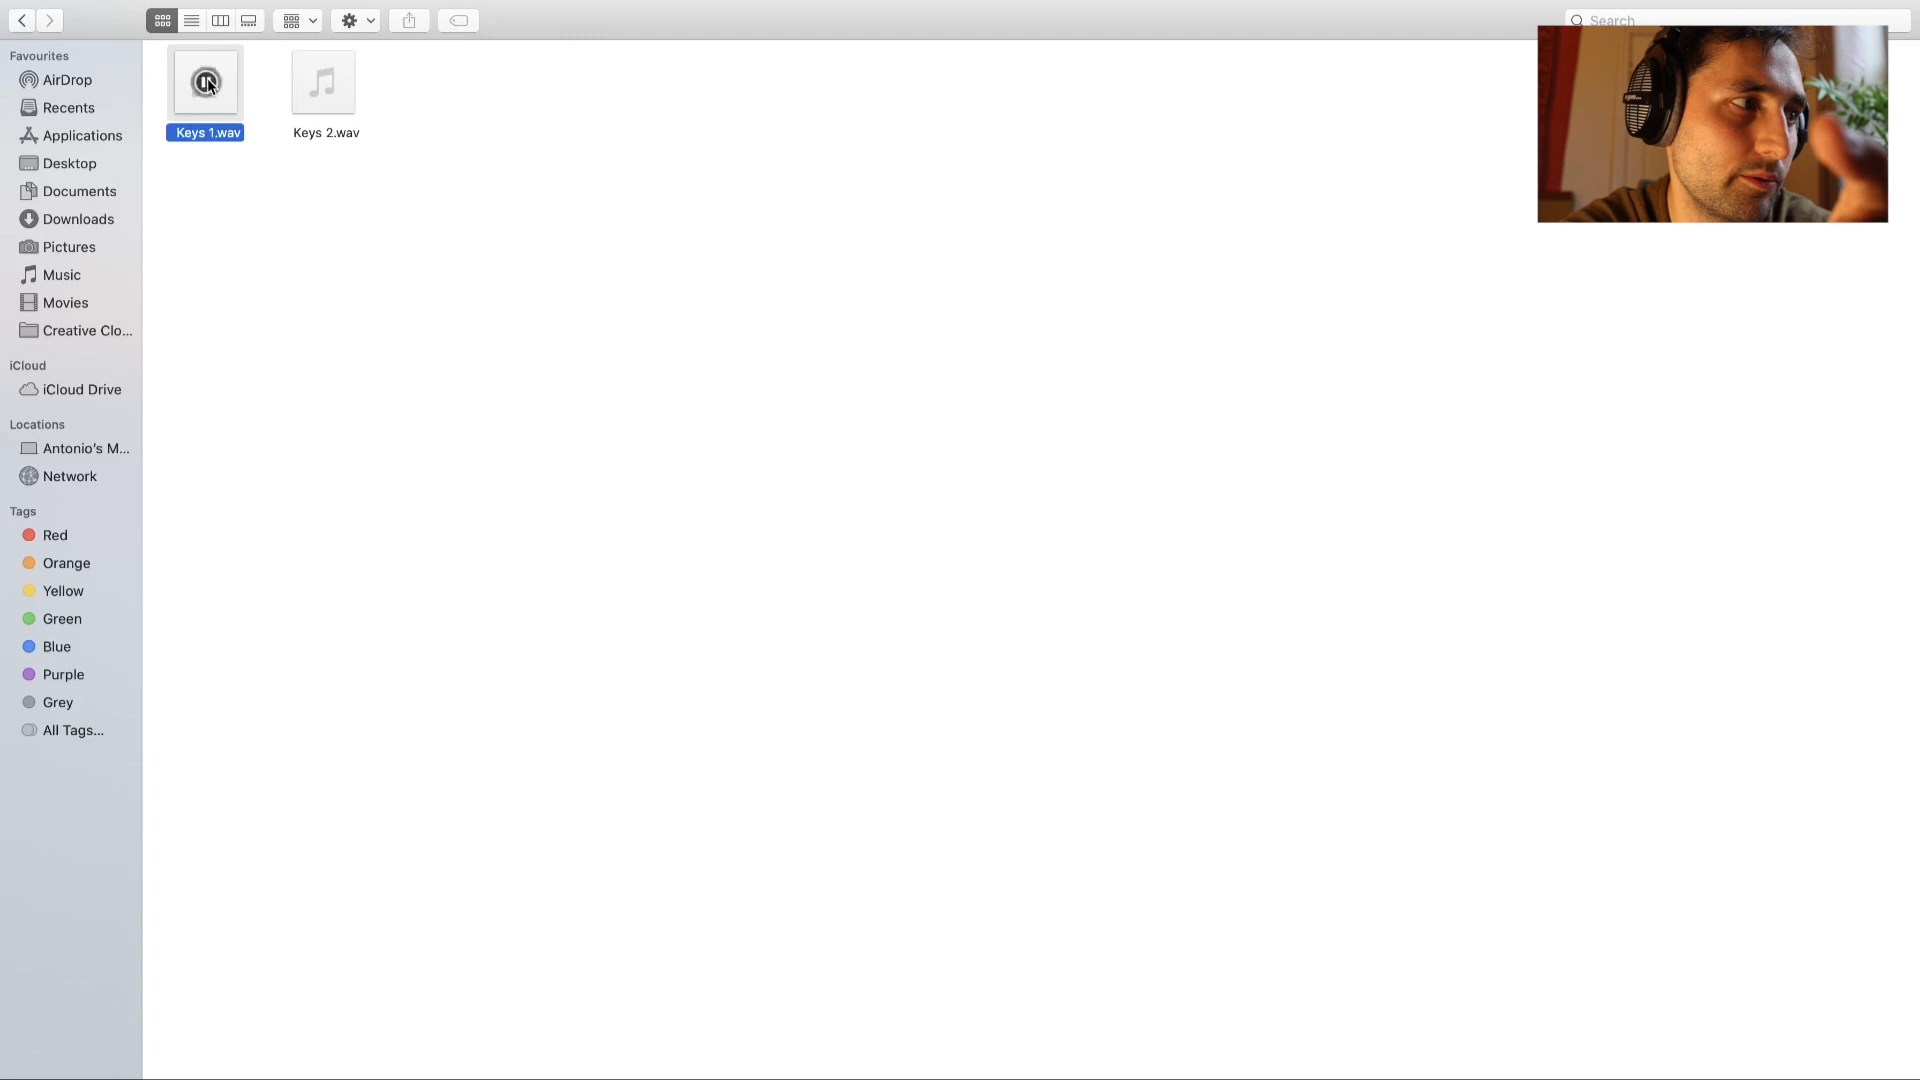 Search
Favourites
AirDrop
Recents
Applications
Desktop
Documents
Downloads
Pictures
Music
Movies
Creative Clo...
iCloud
iCloud Drive
Locations
Antonio's M...
Network
Tags
Red
Orange
Yellow
Green
Blue
Purple
Grey
All Tags...
Keys 1.wav
Keys 2.wav